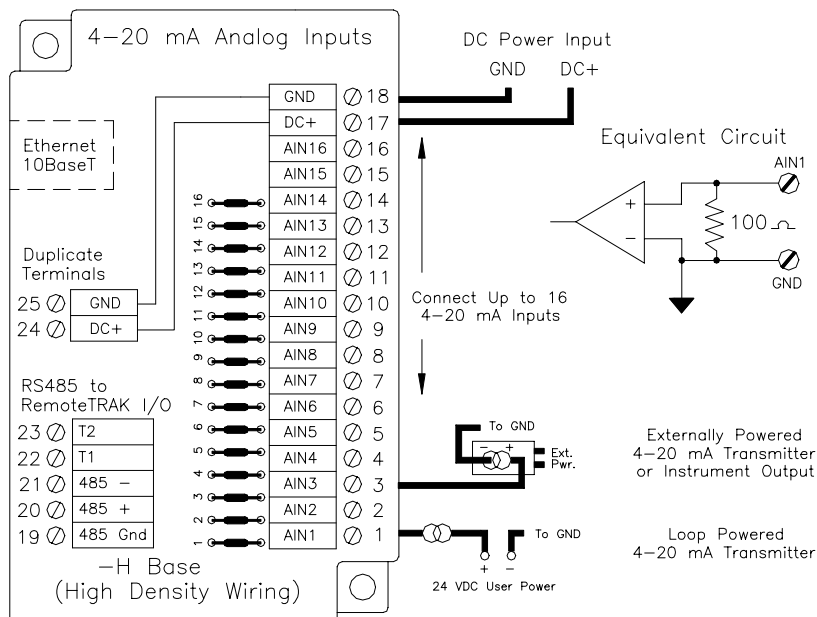 4-20 mA Analog Inputs
DC Power Input
GND DC+
GND 18
DC+ 17
AIN16 16
AIN15 15
16 AIN14 14
15 AIN13 13
14 AIN12 12
13 AIN11 11
12 AIN10 10
11 AIN9 9
10 AIN8 8
9 AIN7 7
8 AIN6 6
7 AIN5 5
6 AIN4 4
5 AIN3 3
4 AIN2 2
3 AIN1 1
2
1
Ethernet
10BaseT
Duplicate
Terminals
25 GND
24 DC+
RS485 to
RemoteTRAK I/O
23 T2
22 T1
21 485 -
20 485 +
19 485 Gnd
-H Base
(High Density Wiring)
Equivalent Circuit
AIN1
+
-
100 Ω
GND
Connect Up to 16
4-20 mA Inputs
To GND
- +
Ext.
Pwr.
Externally Powered
4-20 mA Transmitter
or Instrument Output
To GND
+ -
24 VDC User Power
Loop Powered
4-20 mA Transmitter